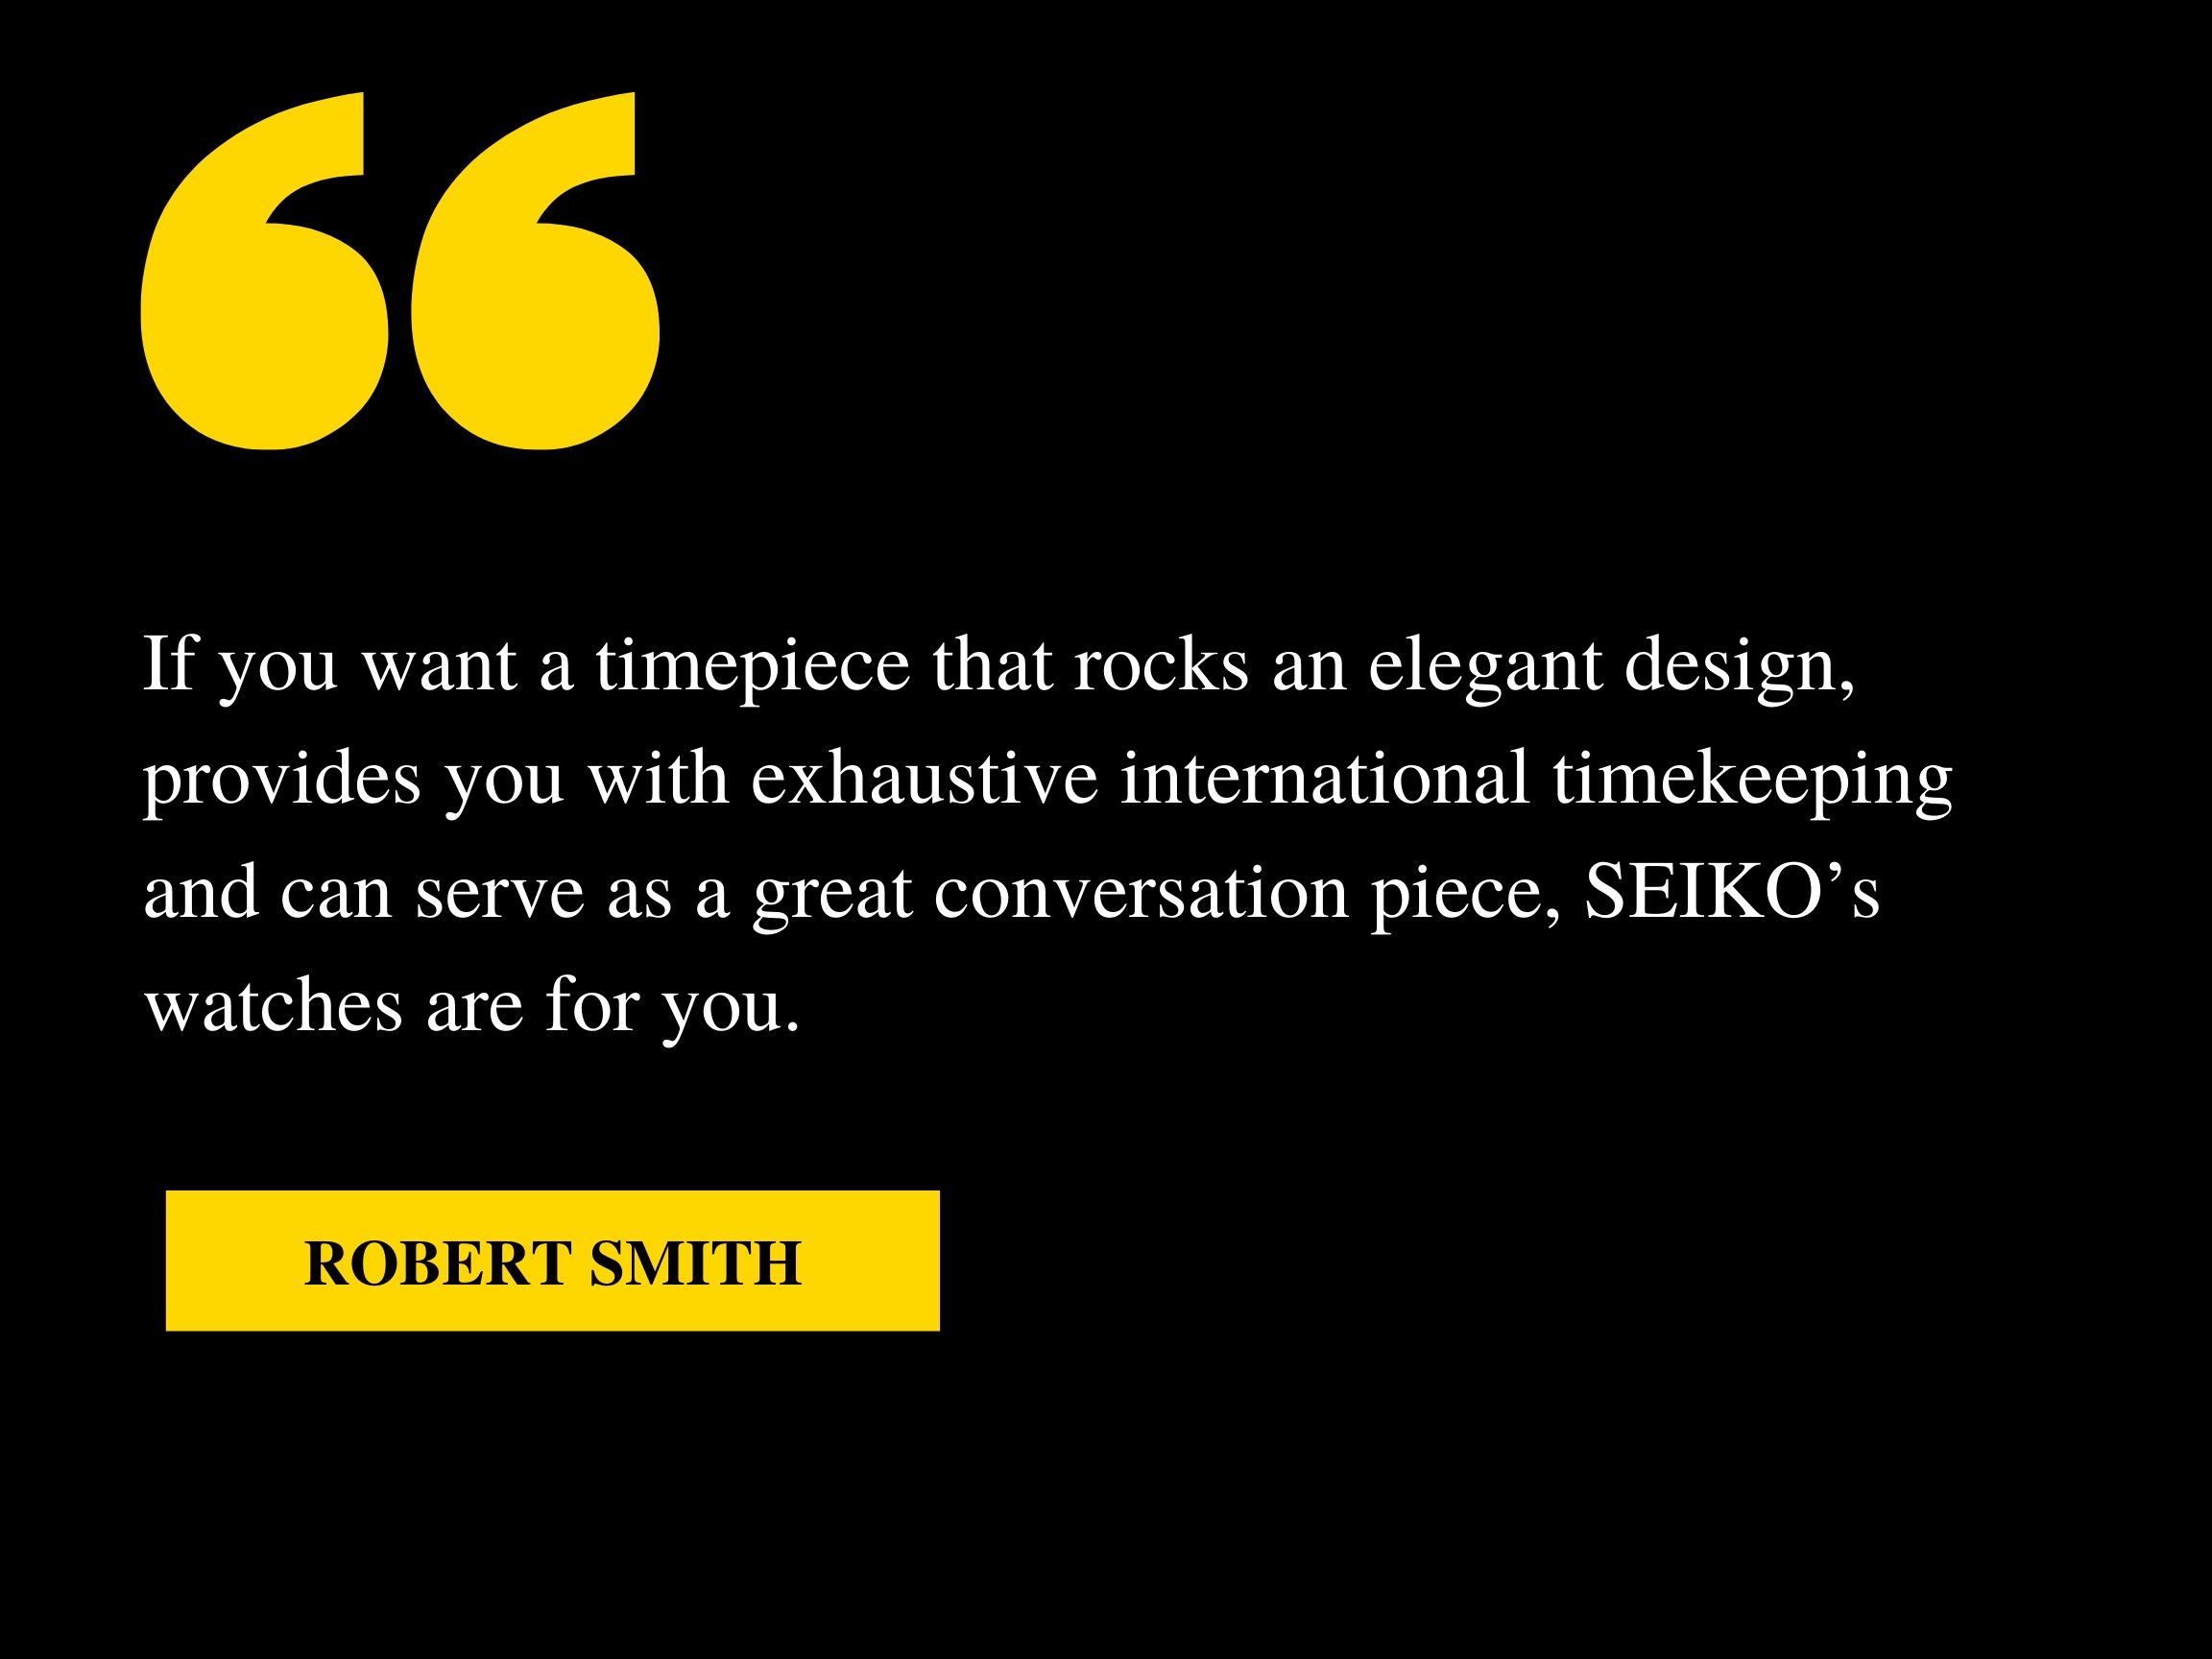 “
If you want a timepiece that rocks an elegant design,
provides you with exhaustive international timekeeping
and can serve as a great conversation piece, SEIKO’s
watches are for you.
ROBERT SMITH